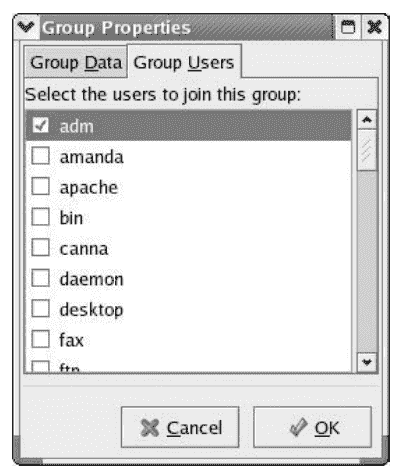 Group Properties
Group Data Group Users
Select the users to join this group:
adm
amanda
apache
bin
canna
daemon
desktop
fax
ftp
Cancel OK